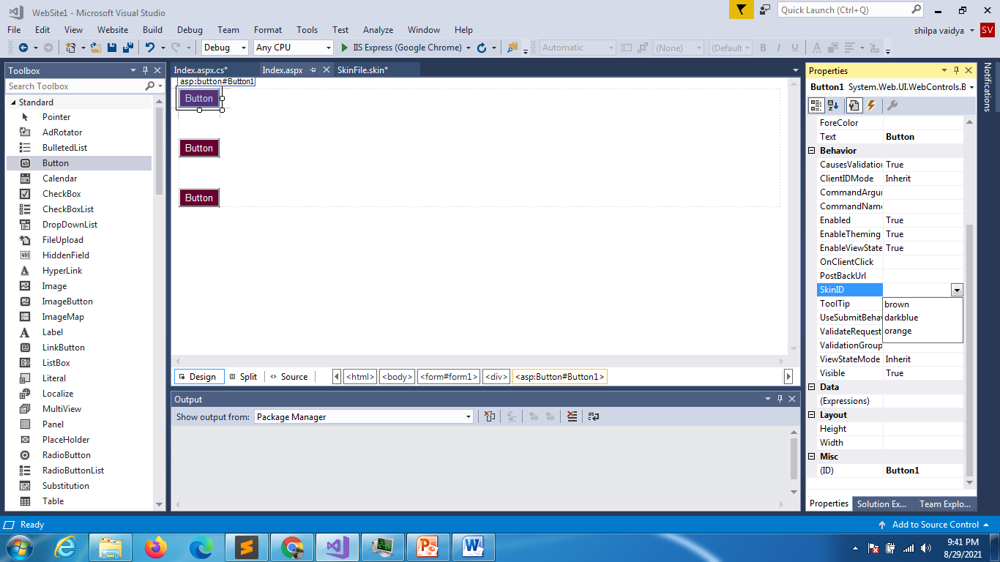 WebSite1 - Microsoft Visual Studio
Quick Launch (Ctrl+Q)
File Edit View Website Build Debug Team Format Tools Test Analyze Window Help
shilpa vaidya SV
Debug Any CPU IIS Express (Google Chrome) Automatic (None) (Default B I U A
Toolbox
Search Toolbox
Standard
Pointer
AdRotator
BulletedList
Button
Calendar
CheckBox
CheckBoxList
DropDownList
FileUpload
HiddenField
HyperLink
Image
ImageButton
ImageMap
Label
LinkButton
ListBox
Literal
Localize
MultiView
Panel
PlaceHolder
RadioButton
RadioButtonList
Substitution
Table
Index.aspx.cs* Index.aspx SkinFile.skin*
asp:button#Button1
Button
Button
Button
Design Split Source <html> <body> <form#form1> <div> <asp:Button#Button1>
Output
Show output from: Package Manager
Properties
Button1 System.Web.UI.WebControls.B
ForeColor
Text Button
Behavior
CausesValidation True
ClientIDMode Inherit
CommandArgu
CommandName
Enabled True
EnableTheming True
EnableViewState True
OnClientClick
PostBackUrl
SkinID
ToolTip
brown
darkblue
orange
UseSubmitBehav
ValidateRequest
ValidationGroup
ViewStateMode Inherit
Visible True
Data
(Expressions)
Layout
Height
Width
Misc
(ID) Button1
Properties Solution Ex... Team Explo...
Notifications
Ready
Add to Source Control
9:41 PM
8/29/2021